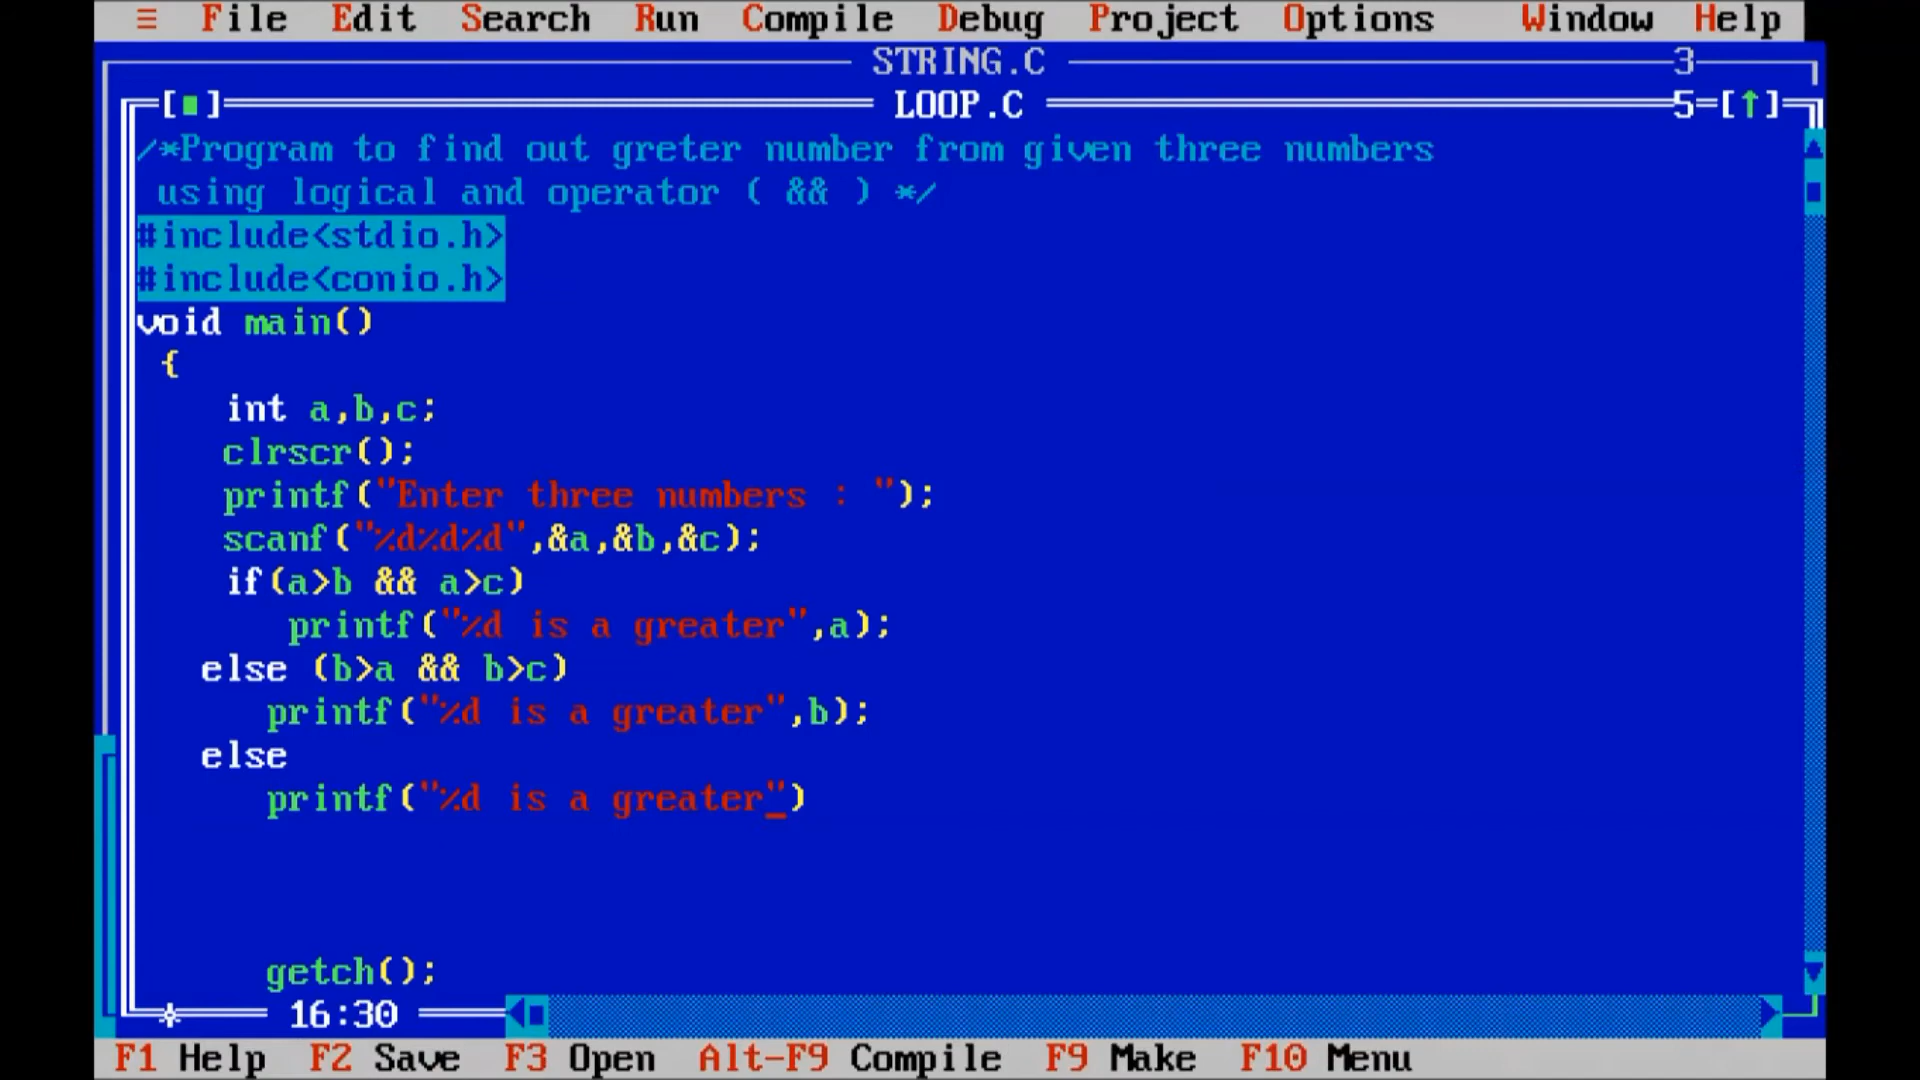 ≡ File Edit Search Run Compile Debug Project Options Window Help
STRING.C 3
[■] LOOP.C 5=[↑]
/*Program to find out greter number from given three numbers
using logical and operator ( && ) */
#include<stdio.h>
#include<conio.h>
void main()
{
int a,b,c;
clrscr();
printf("Enter three numbers : ");
scanf("%d%d%d",&a,&b,&c);
if(a>b && a>c)
printf("%d is a greater",a);
else (b>a && b>c)
printf("%d is a greater",b);
else
printf("%d is a greater")
getch();
16:30
F1 Help F2 Save F3 Open Alt-F9 Compile F9 Make F10 Menu